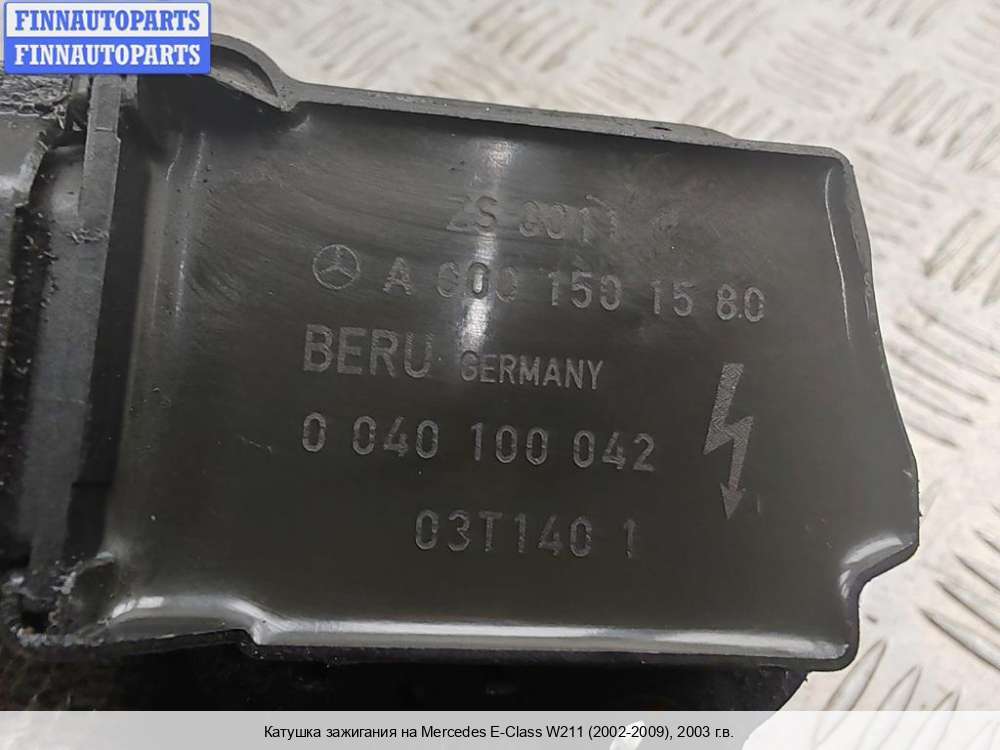 FINNAUTOPARTS
FINNAUTOPARTS
ZS
A 000 150 15 80
BERU GERMANY
0 040 100 042
03T140 1
Катушка зажигания на Mercedes E-Class W211 (2002-2009), 2003 г.в.